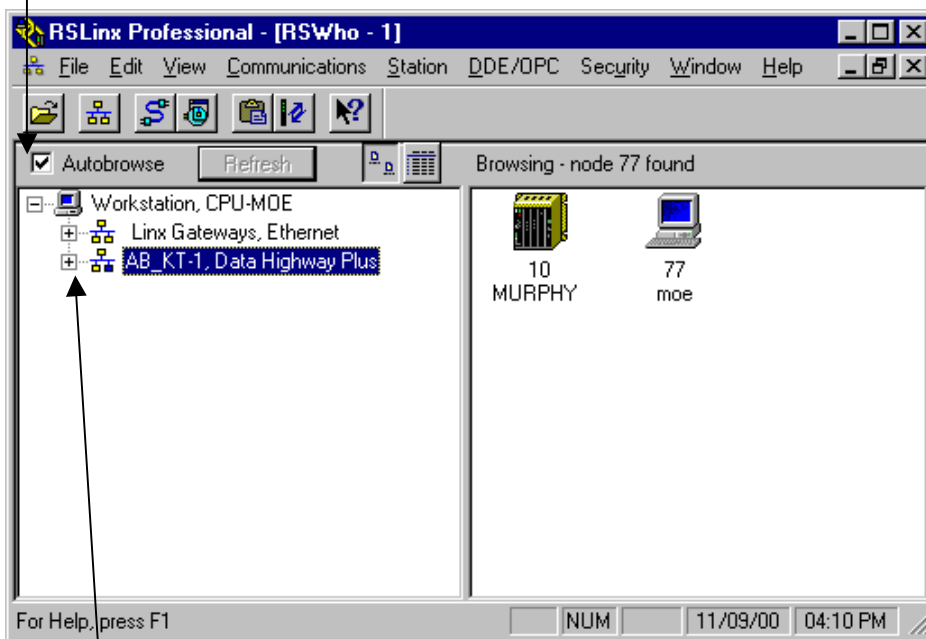 RSLinx Professional - [RSWho - 1]
File Edit View Communications Station DDE/OPC Security Window Help
Autobrowse Refresh Browsing - node 77 found
Workstation, CPU-MOE
Linx Gateways, Ethernet
AB_KT-1, Data Highway Plus
10
MURPHY
77
moe
For Help, press F1 NUM 11/09/00 04:10 PM